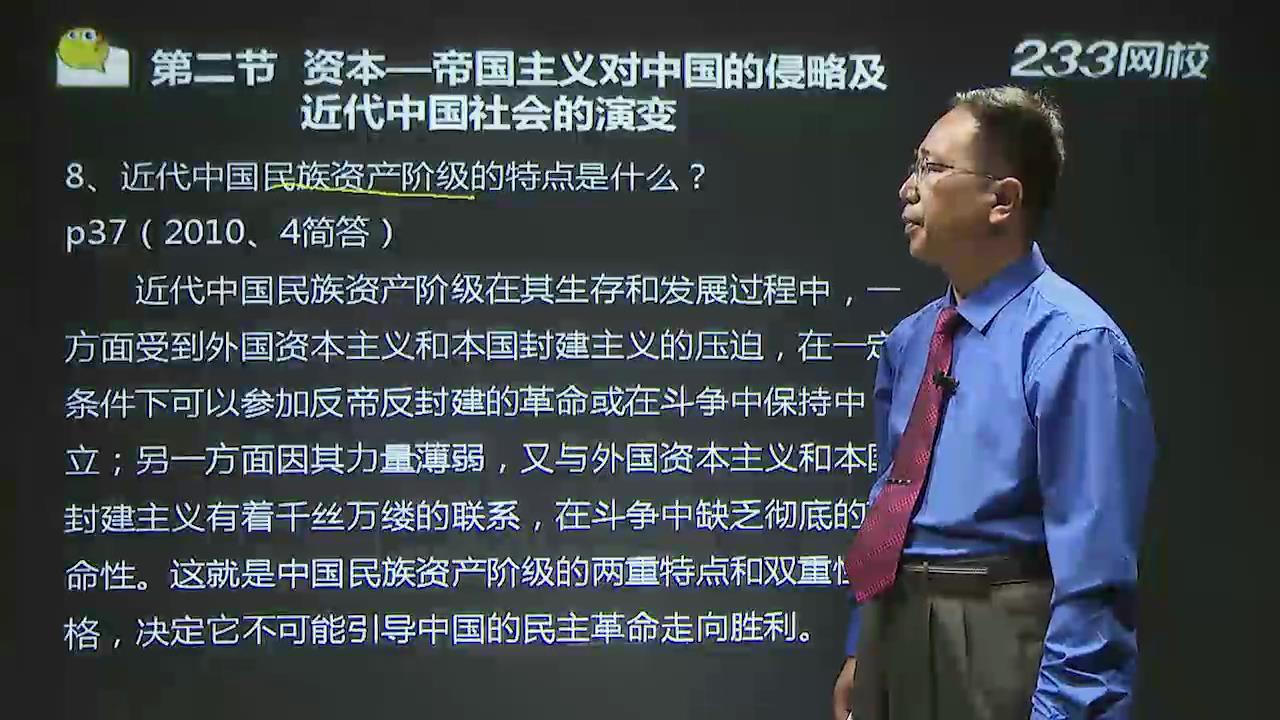 第二节 资本—帝国主义对中国的侵略及
近代中国社会的演变
233网校
8、近代中国民族资产阶级的特点是什么？
p37（2010、4简答）
近代中国民族资产阶级在其生存和发展过程中，一
方面受到外国资本主义和本国封建主义的压迫，在一定
条件下可以参加反帝反封建的革命或在斗争中保持中
立；另一方面因其力量薄弱，又与外国资本主义和本国
封建主义有着千丝万缕的联系，在斗争中缺乏彻底的
命性。这就是中国民族资产阶级的两重特点和双重性
格，决定它不可能引导中国的民主革命走向胜利。